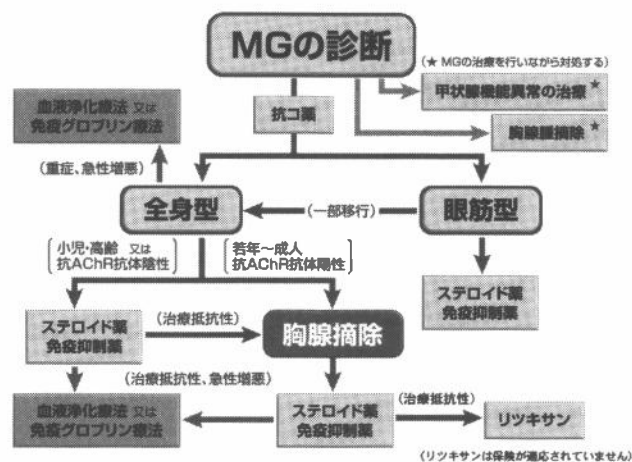 MGの診断
(★ MGの治療を行いながら対処する)
甲状腺機能異常の治療★
血液浄化療法 又は
免疫グロブリン療法
抗コ薬
胸腺腫摘除★
(重症、急性増悪)
全身型
(一部移行)
眼筋型
小児・高齢 又は
抗AChR抗体陰性
若年〜成人
抗AChR抗体陽性
ステロイド薬
免疫抑制薬
ステロイド薬
免疫抑制薬
(治療抵抗性)
胸腺摘除
(治療抵抗性、急性増悪)
血液浄化療法 又は
免疫グロブリン療法
ステロイド薬
免疫抑制薬
(治療抵抗性)
リツキサン
(リツキサンは保険が適応されていません)